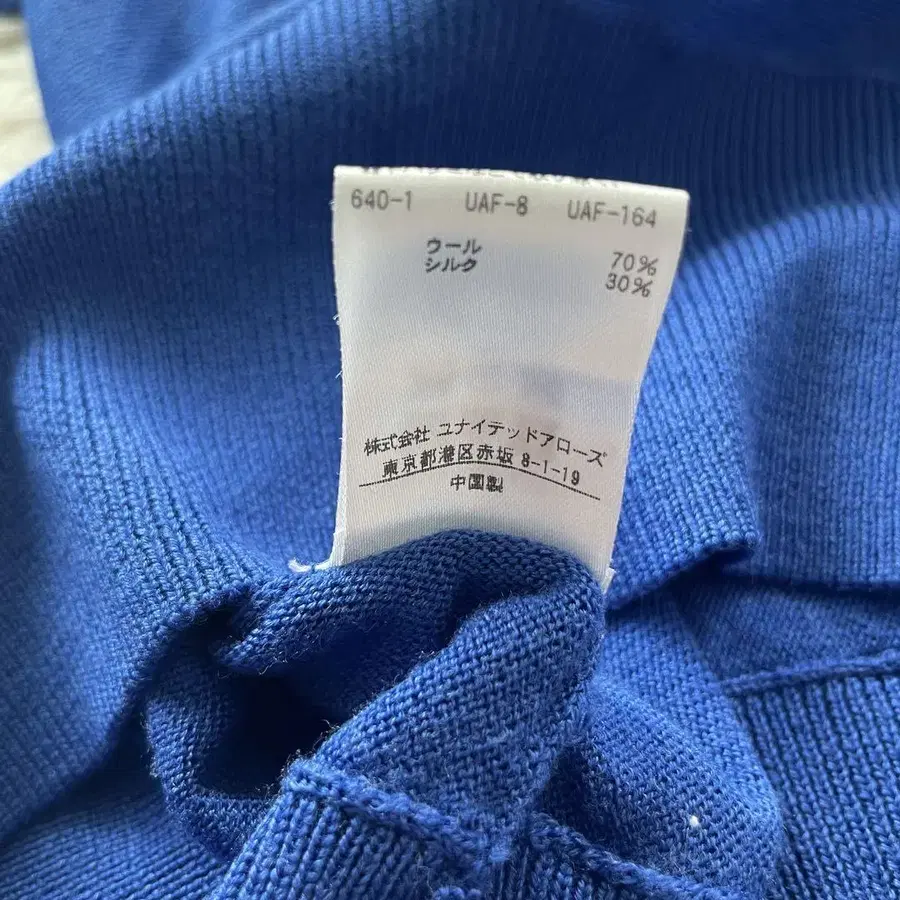 640-1 UAF-8 UAF-164
ウール 70%
シルク 30%
株式会社 ユナイテッドアローズ
東京都港区赤坂 8-1-19
中国製